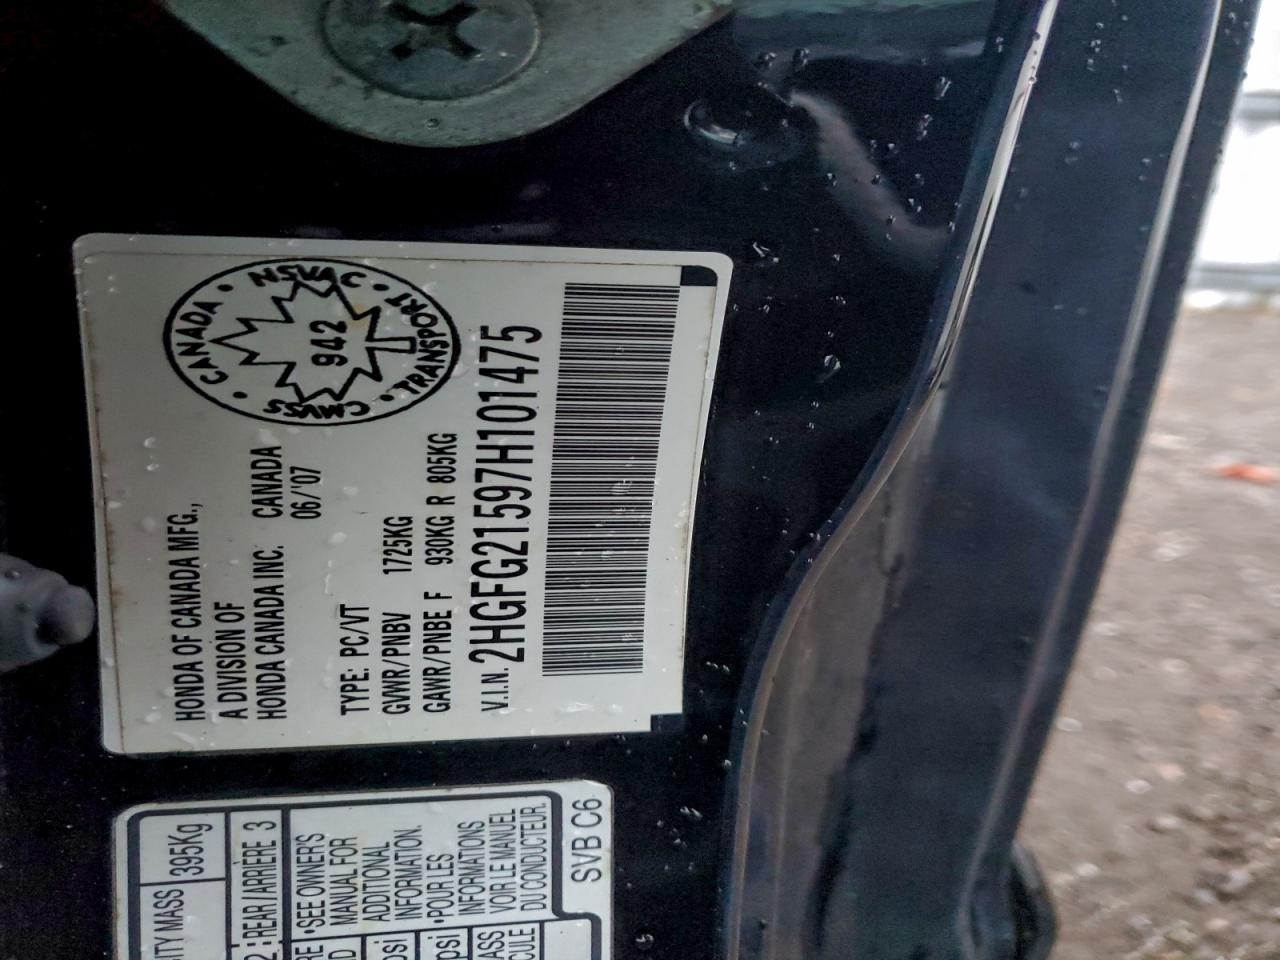 HONDA OF CANADA MFG.,
A DIVISION OF
HONDA CANADA INC. CANADA
06/'07
TYPE: PC/VT
GWR/PNBV 1725KG
GAWR/PNBE F 930KG R 805KG
V.I.N. 2HGFG21597H101475
CANADA • NSVAC • TRANSPORT • CMVSS •
942
MASS 395Kg
2 : REAR/ARRIÈRE 3
•SEE OWNER'S
MANUAL FOR
ADDITIONAL
INFORMATION.
•POUR LES
INFORMATIONS
VOIR LE MANUEL
DU CONDUCTEUR.
SVB C6